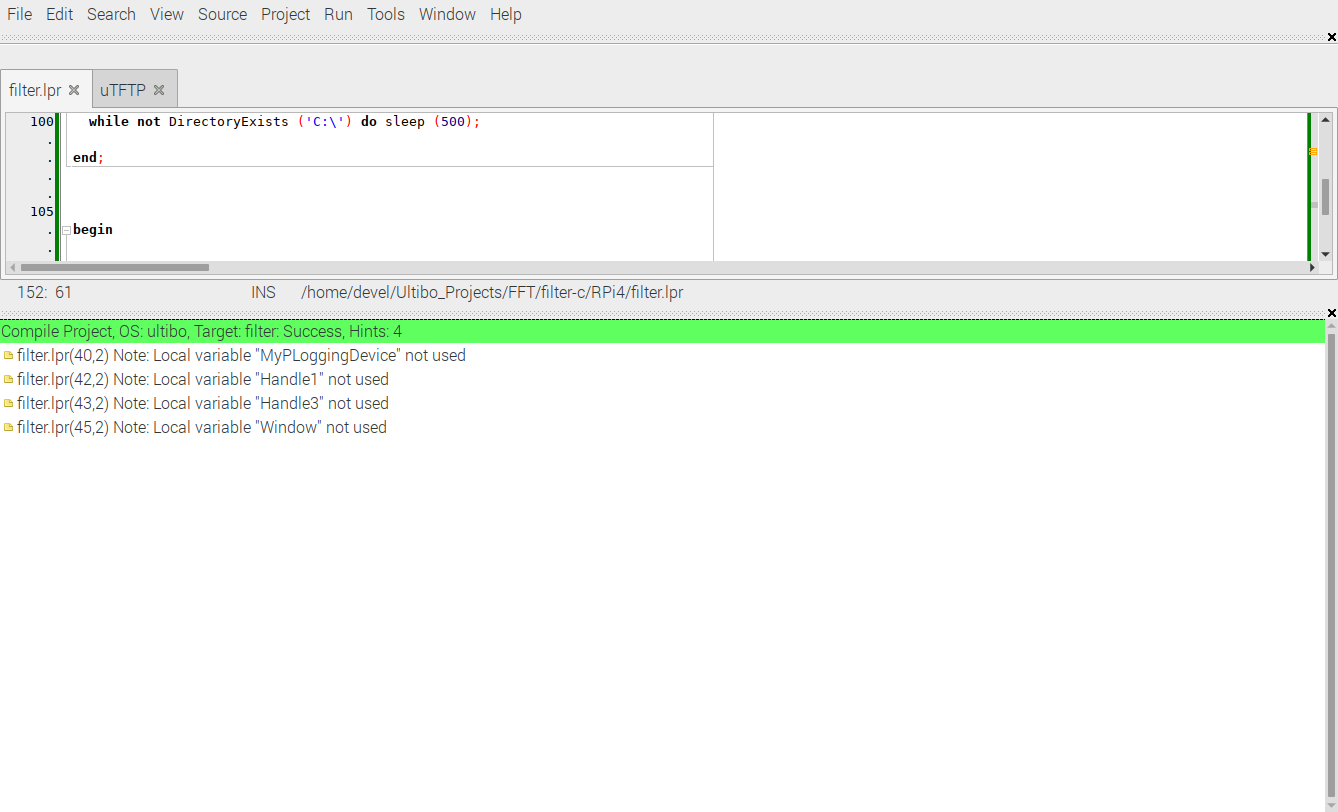 File Edit Search View Source Project Run Tools Window Help
filter.lpr uTFTP
100 while not DirectoryExists ('C:\') do sleep (500);
.
. end;
.
.
105
. begin
.
152: 61 INS /home/devel/Ultibo_Projects/FFT/filter-c/RPi4/filter.lpr
Compile Project, OS: ultibo, Target: filter: Success, Hints: 4
filter.lpr(40,2) Note: Local variable "MyPLoggingDevice" not used
filter.lpr(42,2) Note: Local variable "Handle1" not used
filter.lpr(43,2) Note: Local variable "Handle3" not used
filter.lpr(45,2) Note: Local variable "Window" not used